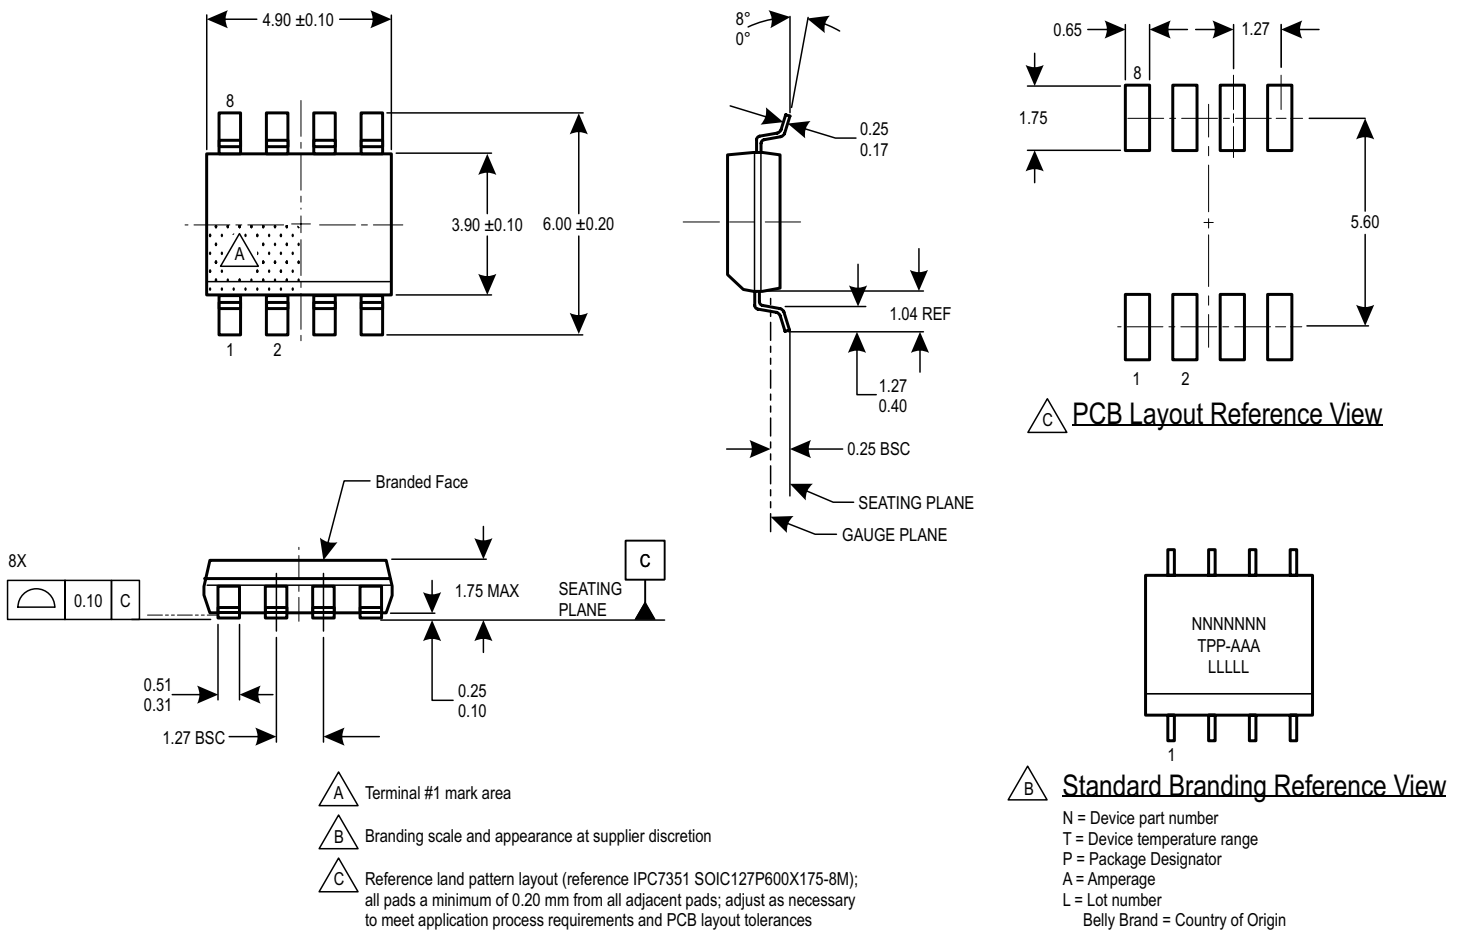 4.90 ±0.10
8
A
3.90 ±0.10
6.00 ±0.20
1
2
8°
0°
0.25
0.17
1.04 REF
1.27
0.40
0.25 BSC
SEATING PLANE
GAUGE PLANE
0.65
1.27
8
1.75
5.60
1
2
C
PCB Layout Reference View
Branded Face
8X
0.10
C
1.75 MAX
SEATING
PLANE
C
0.51
0.31
0.25
0.10
1.27 BSC
NNNNNNN
TPP-AAA
LLLLL
1
B
Standard Branding Reference View
N = Device part number
T = Device temperature range
P = Package Designator
A = Amperage
L = Lot number
Belly Brand = Country of Origin
A
Terminal #1 mark area
B
Branding scale and appearance at supplier discretion
C
Reference land pattern layout (reference IPC7351 SOIC127P600X175-8M);
all pads a minimum of 0.20 mm from all adjacent pads; adjust as necessary
to meet application process requirements and PCB layout tolerances